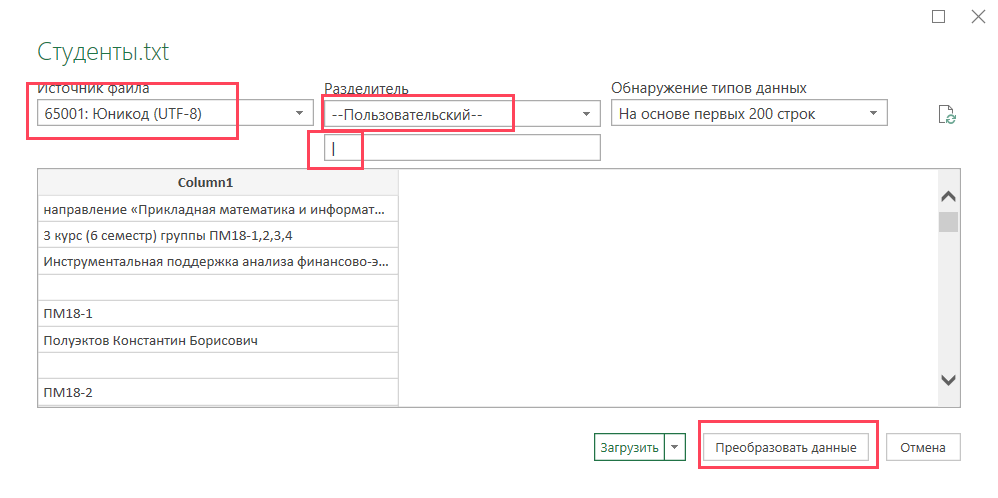 Студенты.txt
Источник файла
Разделитель
Обнаружение типов данных
65001: Юникод (UTF-8)
--Пользовательский--
На основе первых 200 строк
|
Column1
направление «Прикладная математика и информат...
3 курс (6 семестр) группы ПМ18-1,2,3,4
Инструментальная поддержка анализа финансово-э...
ПМ18-1
Полуэктов Константин Борисович
ПМ18-2
Загрузить
Преобразовать данные
Отмена